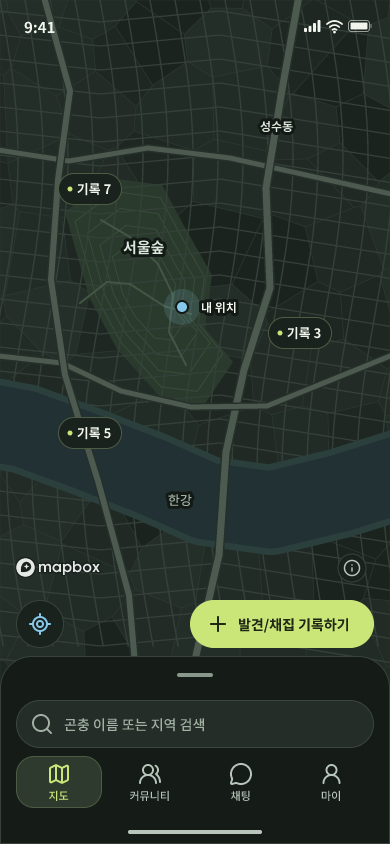 9:41
성수동
기록 7
서울숲
내 위치
기록 3
기록 5
한강
mapbox
발견/채집 기록하기
곤충 이름 또는 지역 검색
지도
커뮤니티
채팅
마이